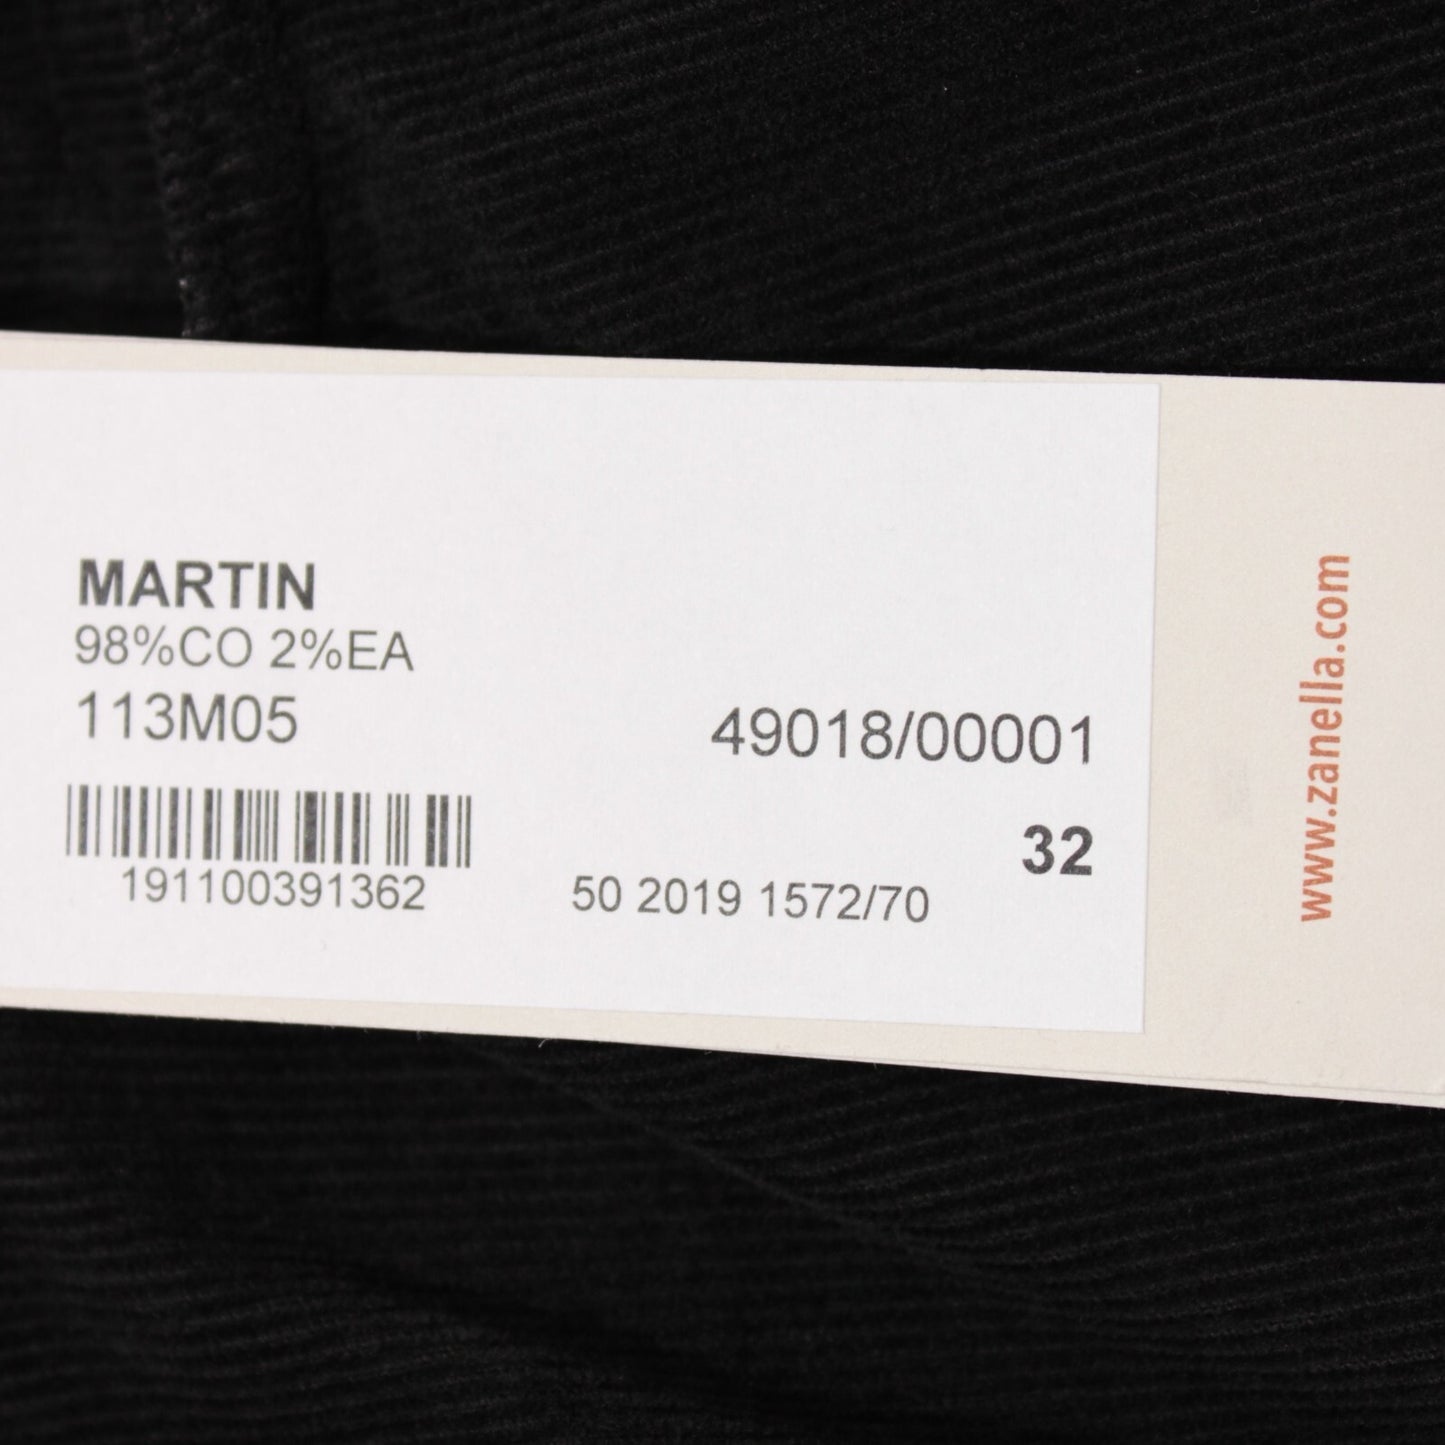 MARTIN
98%CO 2%EA
113M05
49018/00001
32
191100391362
50 2019 1572/70
www.zanella.com